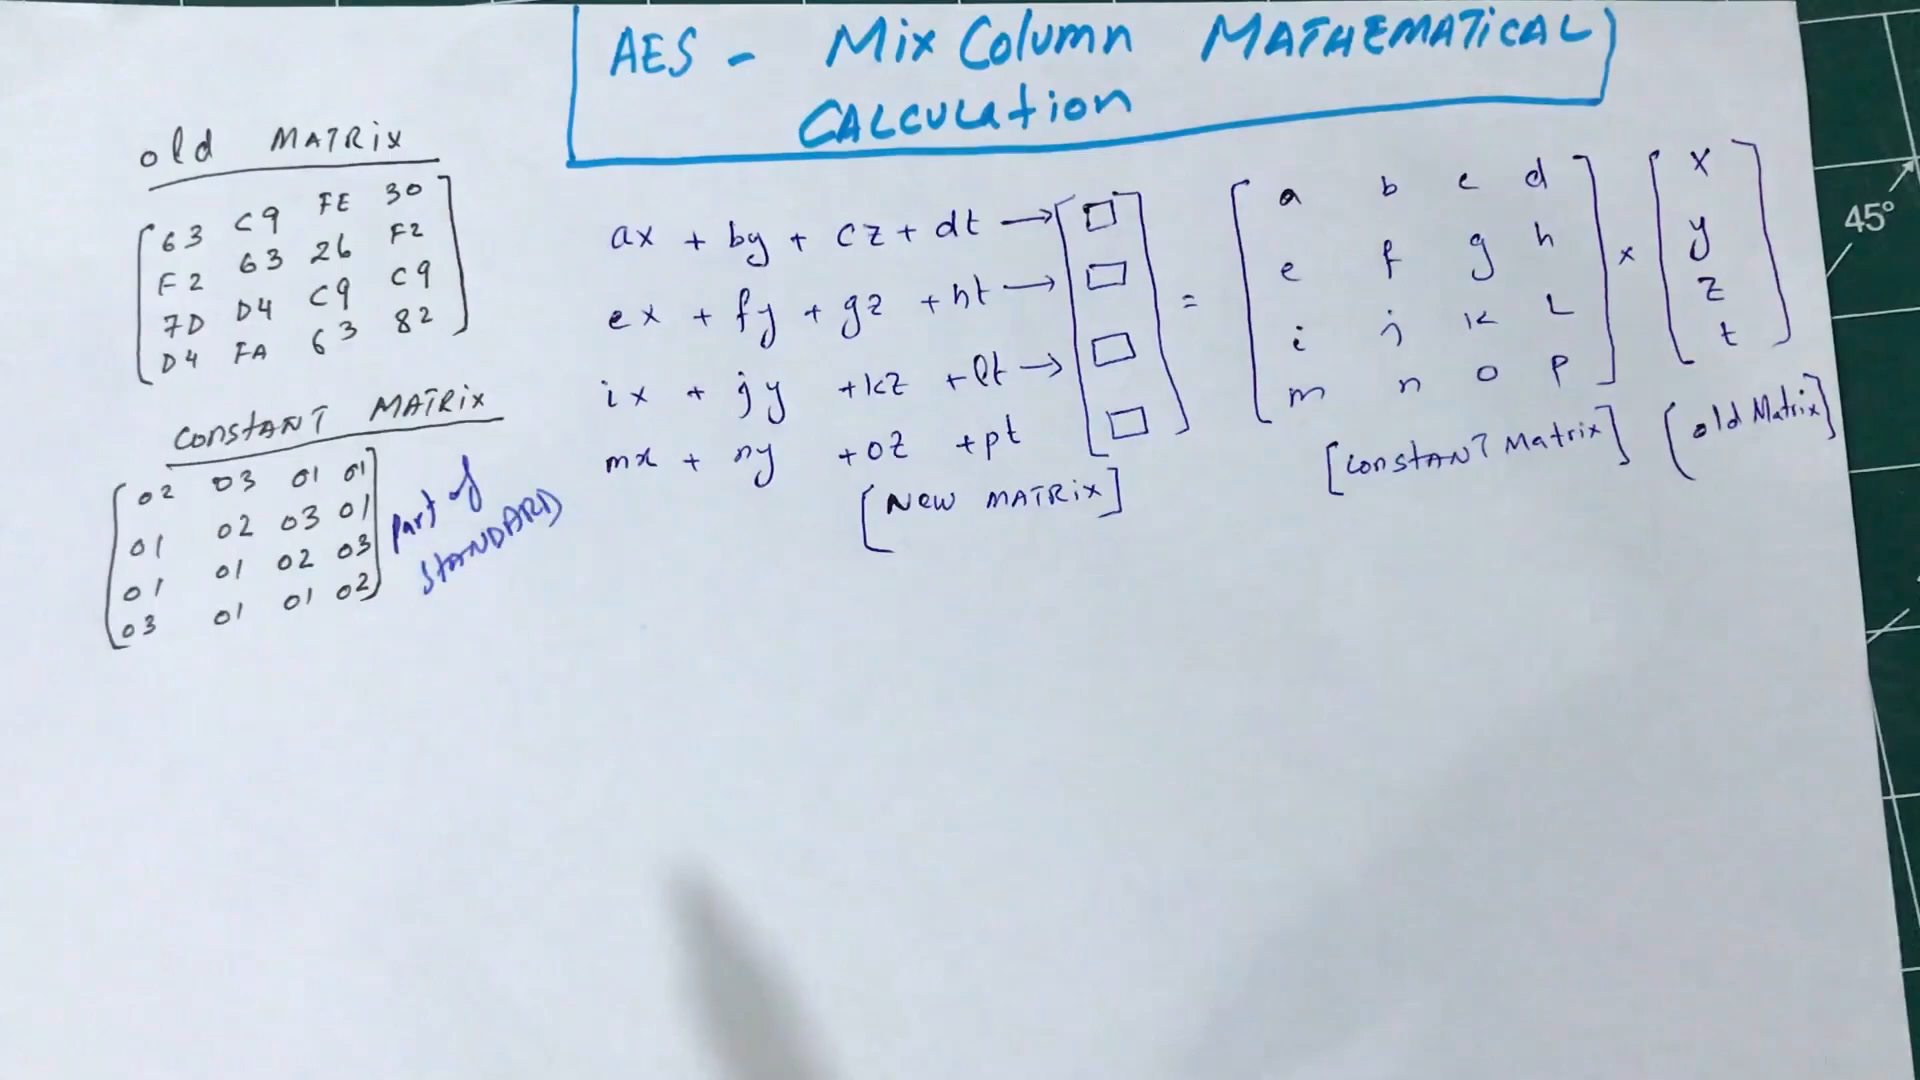 AES - Mix Column MATHEMATICAL
CALCULATION
old MATRIX
63 C9 FE 30
F2 63 26 F2
7D D4 C9 C9
D4 FA 63 82
CONSTANT MATRIX
02 03 01 01
01 02 03 01
01 01 02 03
03 01 01 02
Part of
STANDARD
ax + by + cz + dt →
ex + fy + gz + ht →
ix + jy + kz + lt →
mx + ny + oz + pt
[New MATRIX]
=
a b c d
e f g h
i j k L
m n o p
[CONSTANT Matrix]
×
x
y
z
t
(old Matrix)
45°